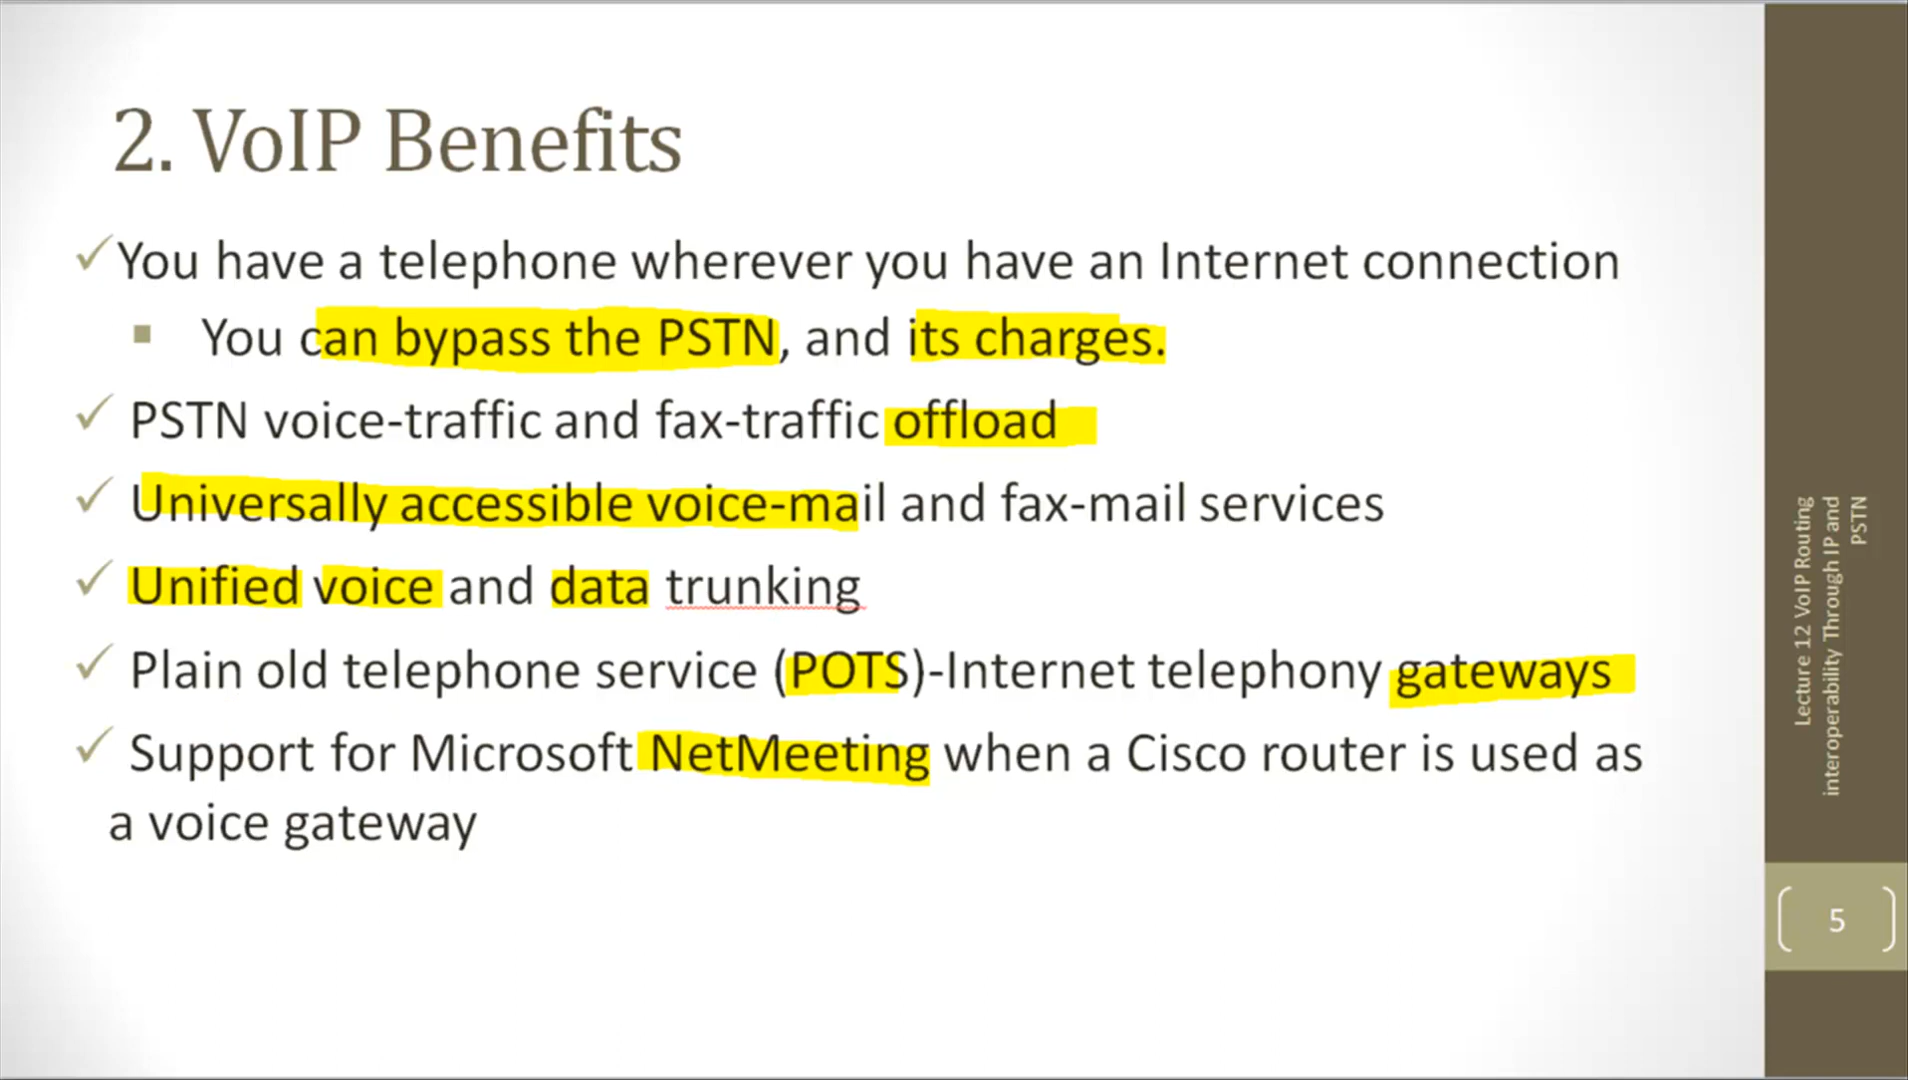 2. VoIP Benefits
You have a telephone wherever you have an Internet connection
You can bypass the PSTN, and its charges.
PSTN voice-traffic and fax-traffic offload
Universally accessible voice-mail and fax-mail services
Unified voice and data trunking
Plain old telephone service (POTS)-Internet telephony gateways
Support for Microsoft NetMeeting when a Cisco router is used as
a voice gateway
Lecture 12 VoIP Routing
interoperability Through IP and
PSTN
5